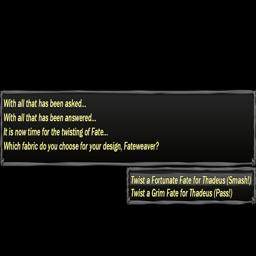 With all that has been asked...
With all that has been answered...
It is now time for the twisting of Fate...
Which fabric do you choose for your design, Fateweaver?
Twist a Fortunate Fate for Thadeus (Smash!)
Twist a Grim Fate for Thadeus (Pass!)